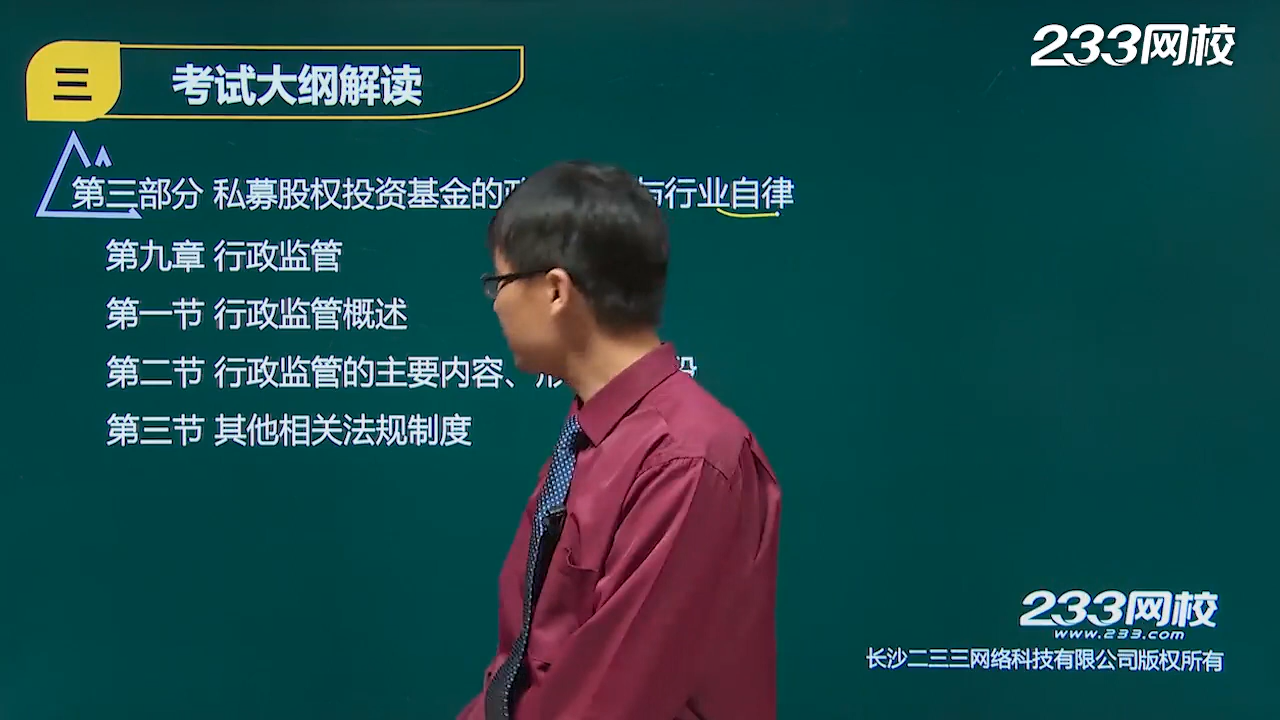 233网校
三 考试大纲解读
第三部分 私募股权投资基金的 与行业自律
第九章 行政监管
第一节 行政监管概述
第二节 行政监管的主要内容、形 段
第三节 其他相关法规制度
233网校
www.233.com
长沙二三三网络科技有限公司版权所有